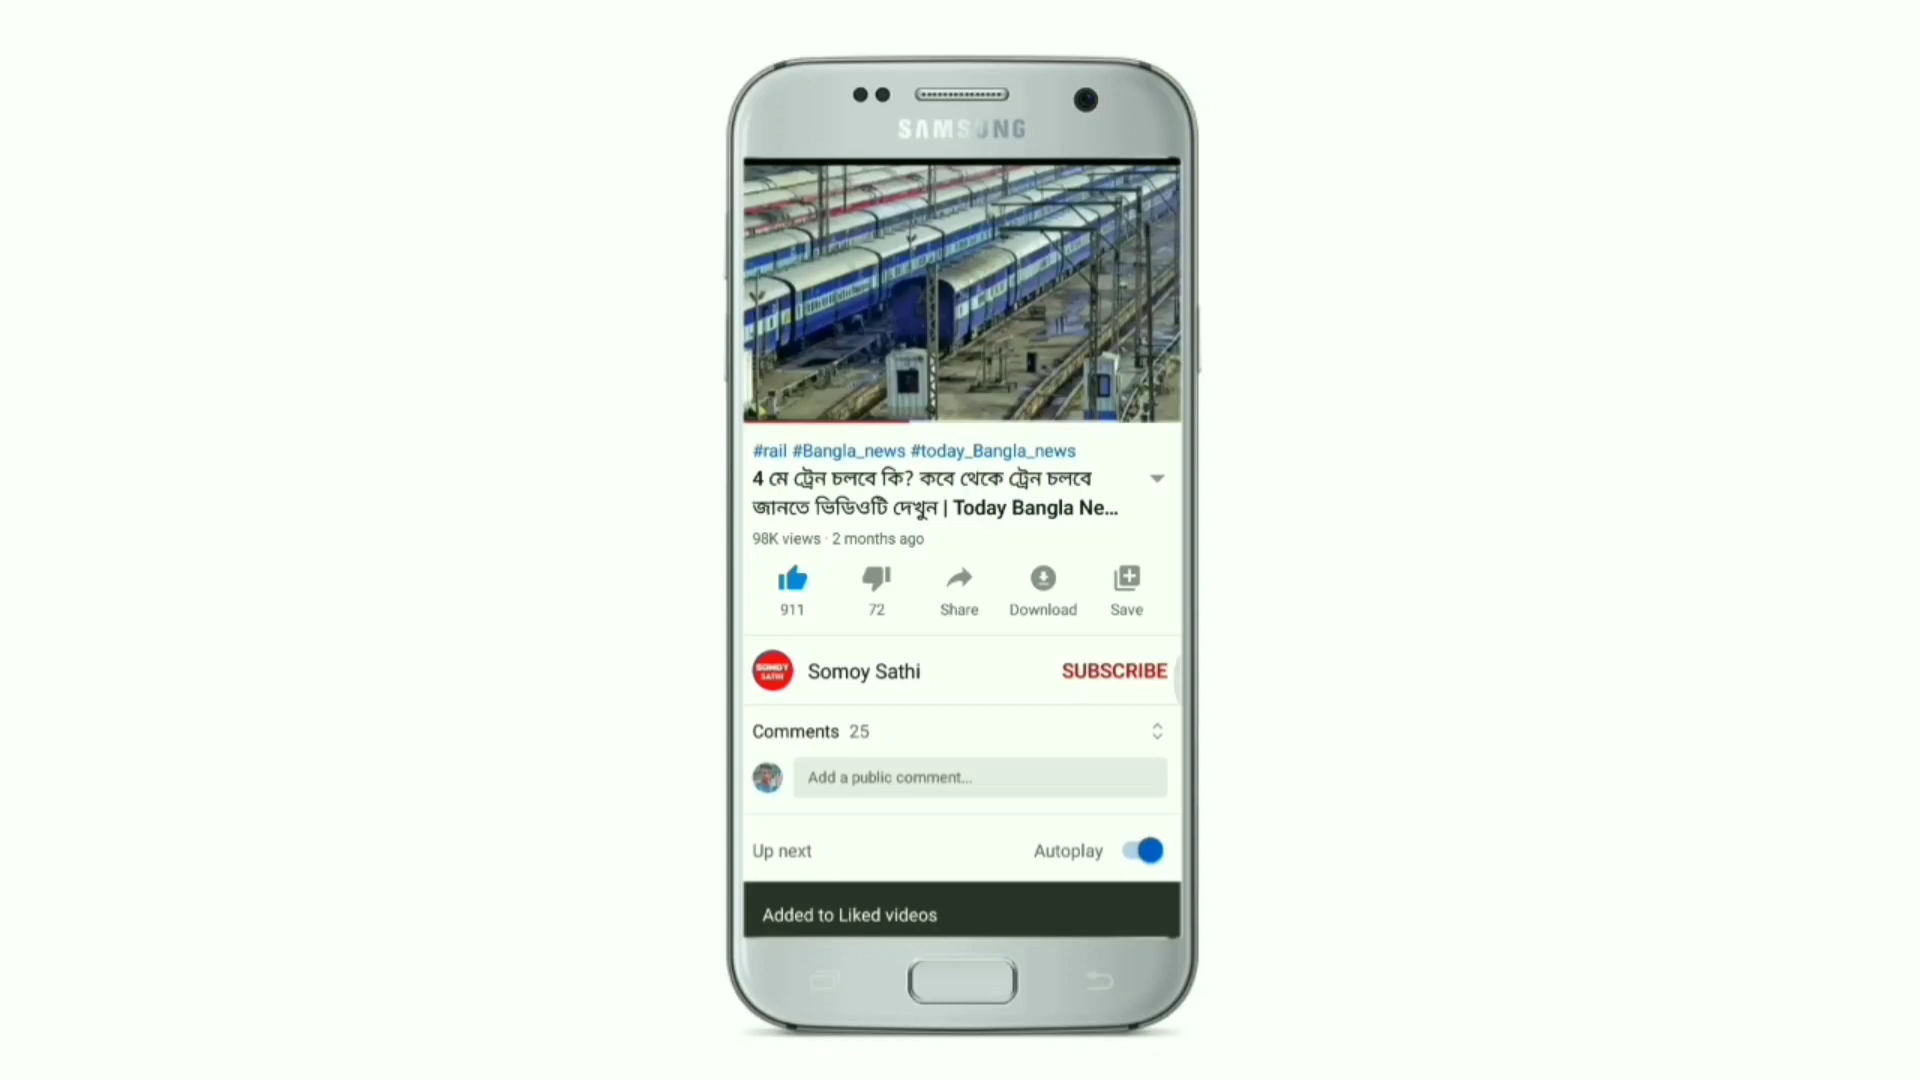 SAMSUNG
#rail #Bangla_news #today_Bangla_news
4 মে ট্রেন চলবে কি? কবে থেকে ট্রেন চলবে
জানতে ভিডিওটি দেখুন | Today Bangla Ne...
98K views · 2 months ago
911
72
Share
Download
Save
SOMOY
SATHI
Somoy Sathi
SUBSCRIBE
Comments 25
Add a public comment...
Up next
Autoplay
Added to Liked videos